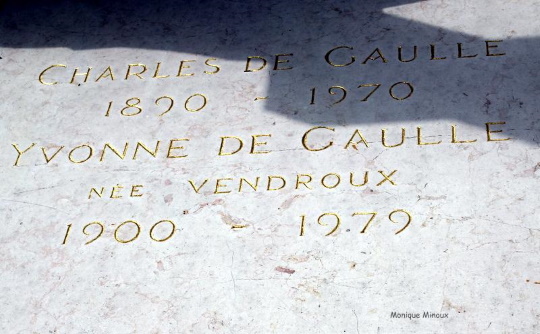 CHARLES DE GAULLE
1890 - 1970
YVONNE DE GAULLE
NÉE VENDROUX
1900 - 1979
Monique Minoux